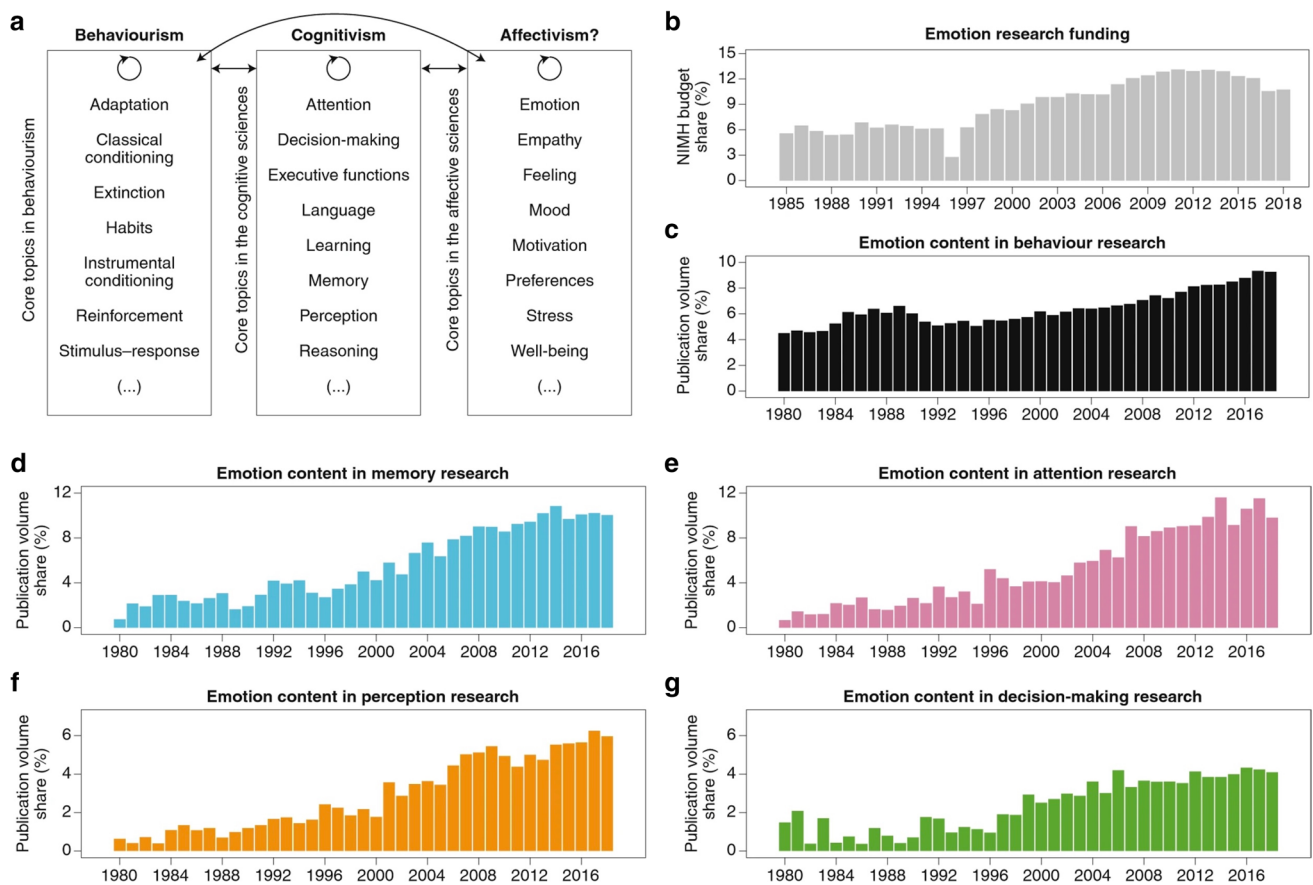 a
Behaviourism
Cognitivism
Affectivism?
Core topics in behaviourism
Adaptation
Classical
conditioning
Extinction
Habits
Instrumental
conditioning
Reinforcement
Stimulus–response
(...)
Core topics in the cognitive sciences
Attention
Decision-making
Executive functions
Language
Learning
Memory
Perception
Reasoning
(...)
Core topics in the affective sciences
Emotion
Empathy
Feeling
Mood
Motivation
Preferences
Stress
Well-being
(...)
b
Emotion research funding
NIMH budget
share (%)
15
12
9
6
3
0
1985 1988 1991 1994 1997 2000 2003 2006 2009 2012 2015 2018
c
Emotion content in behaviour research
Publication volume
share (%)
10
8
6
4
2
0
1980 1984 1988 1992 1996 2000 2004 2008 2012 2016
d
Emotion content in memory research
Publication volume
share (%)
12
8
4
0
1980 1984 1988 1992 1996 2000 2004 2008 2012 2016
e
Emotion content in attention research
Publication volume
share (%)
12
8
4
0
1980 1984 1988 1992 1996 2000 2004 2008 2012 2016
f
Emotion content in perception research
Publication volume
share (%)
6
4
2
0
1980 1984 1988 1992 1996 2000 2004 2008 2012 2016
g
Emotion content in decision-making research
Publication volume
share (%)
6
4
2
0
1980 1984 1988 1992 1996 2000 2004 2008 2012 2016